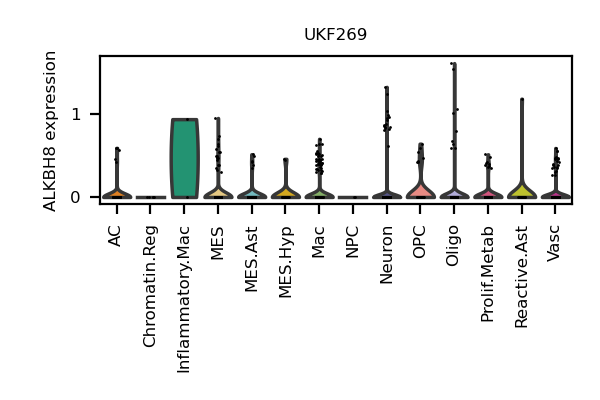 UKF269
ALKBH8 expression
1
0
AC
Chromatin.Reg
Inflammatory.Mac
MES
MES.Ast
MES.Hyp
Mac
NPC
Neuron
OPC
Oligo
Prolif.Metab
Reactive.Ast
Vasc